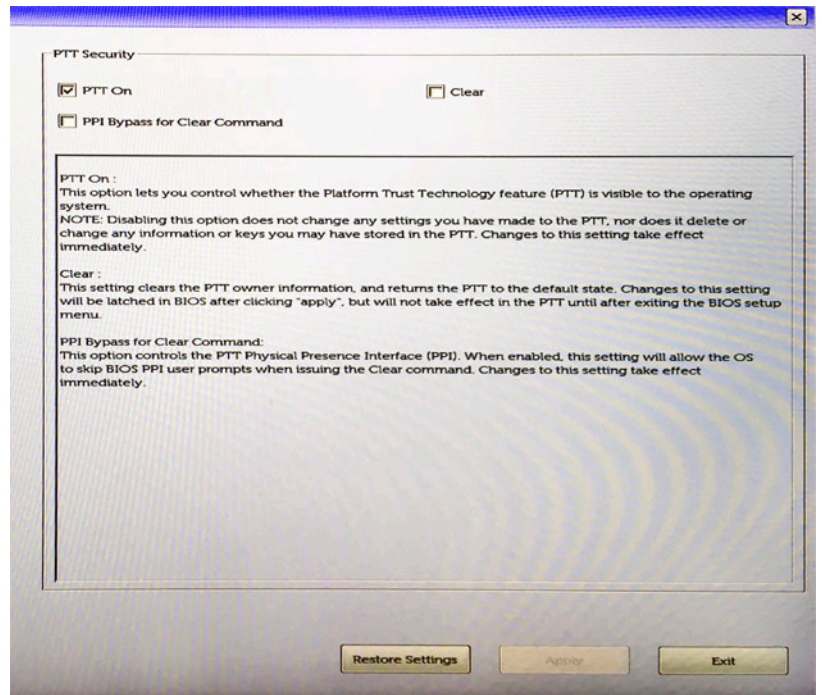 PTT Security
PTT On
Clear
PPI Bypass for Clear Command
PTT On :
This option lets you control whether the Platform Trust Technology feature (PTT) is visible to the operating
system.
NOTE: Disabling this option does not change any settings you have made to the PTT, nor does it delete or
change any information or keys you may have stored in the PTT. Changes to this setting take effect
immediately.
Clear :
This setting clears the PTT owner information, and returns the PTT to the default state. Changes to this setting
will be latched in BIOS after clicking "apply", but will not take effect in the PTT until after exiting the BIOS setup
menu.
PPI Bypass for Clear Command:
This option controls the PTT Physical Presence Interface (PPI). When enabled, this setting will allow the OS
to skip BIOS PPI user prompts when issuing the Clear command. Changes to this setting take effect
immediately.
Restore Settings
Apply
Exit